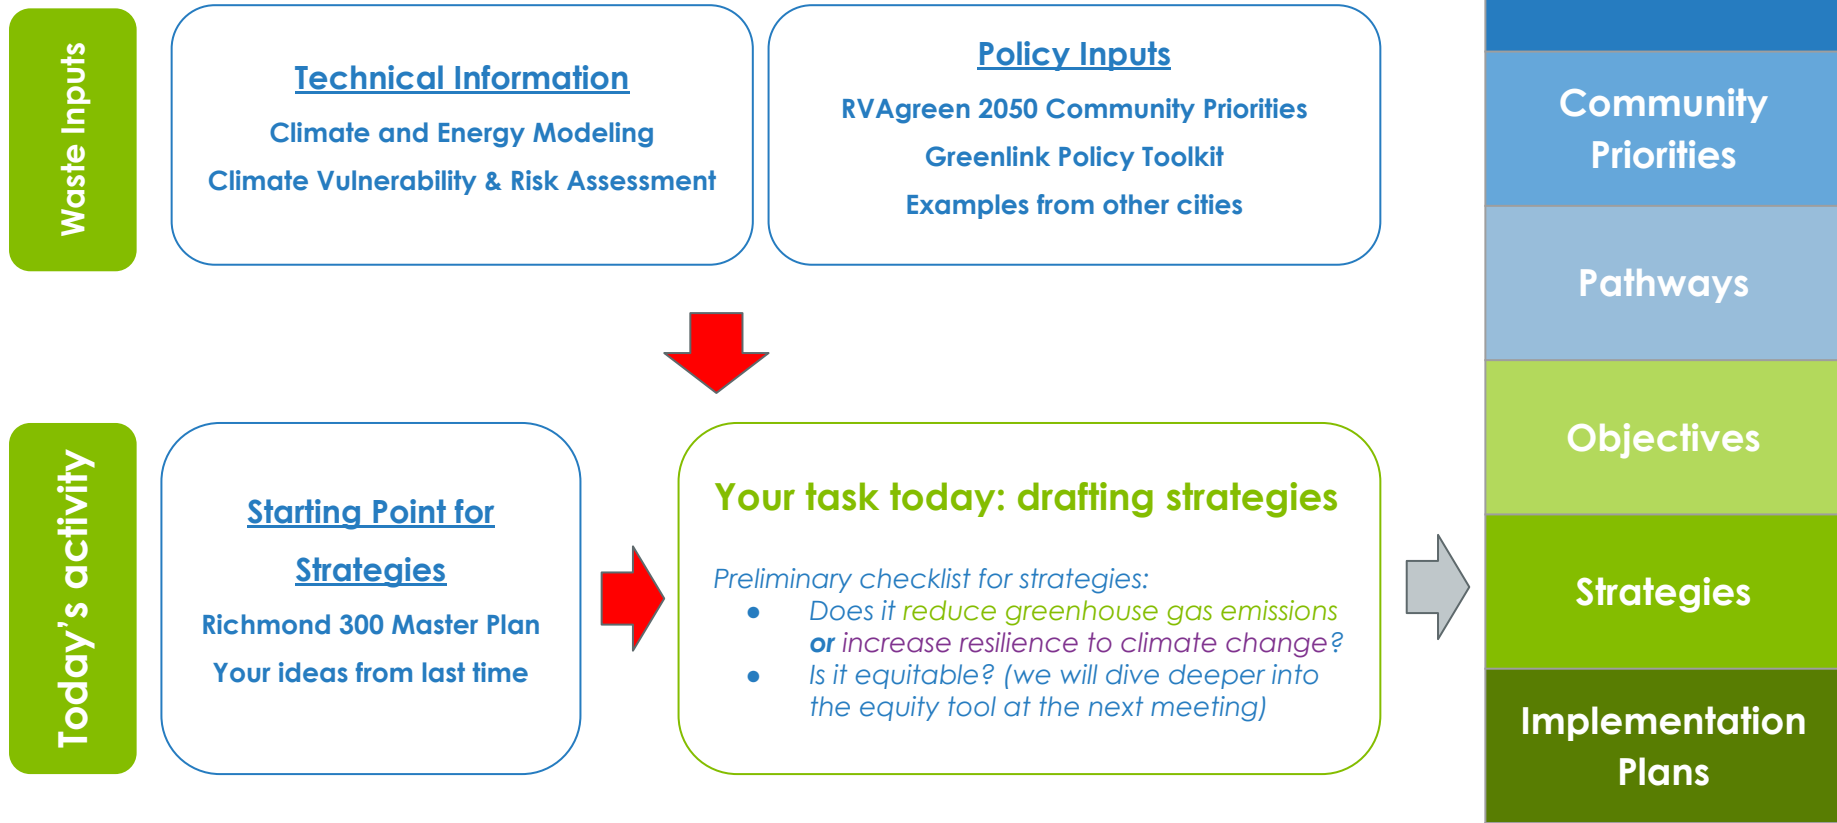 Waste Inputs
Technical Information
Climate and Energy Modeling
Climate Vulnerability & Risk Assessment
Policy Inputs
RVAgreen 2050 Community Priorities
Greenlink Policy Toolkit
Examples from other cities
Today's activity
Starting Point for
Strategies
Richmond 300 Master Plan
Your ideas from last time
Your task today: drafting strategies
Preliminary checklist for strategies:
● Does it reduce greenhouse gas emissions
or increase resilience to climate change?
● Is it equitable? (we will dive deeper into
the equity tool at the next meeting)
Community
Priorities
Pathways
Objectives
Strategies
Implementation
Plans